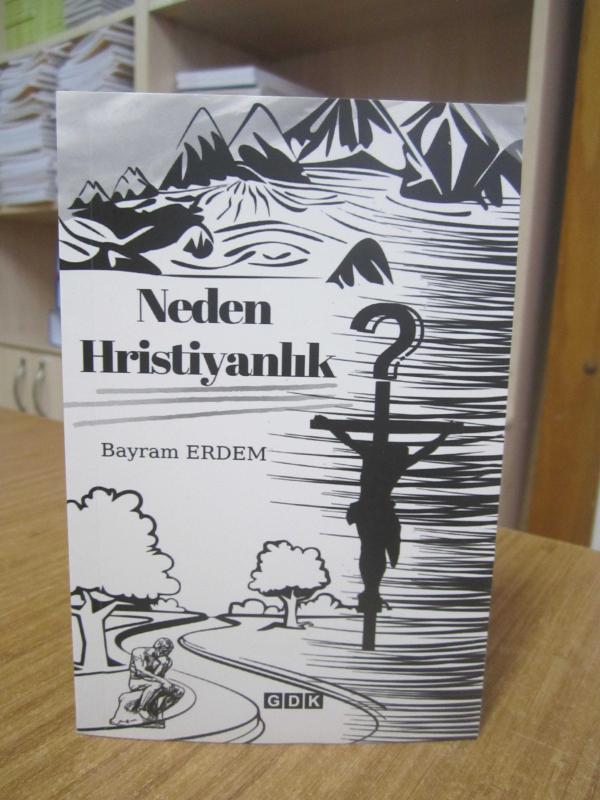 Neden
Hristiyanlık
?
Bayram ERDEM
GDK